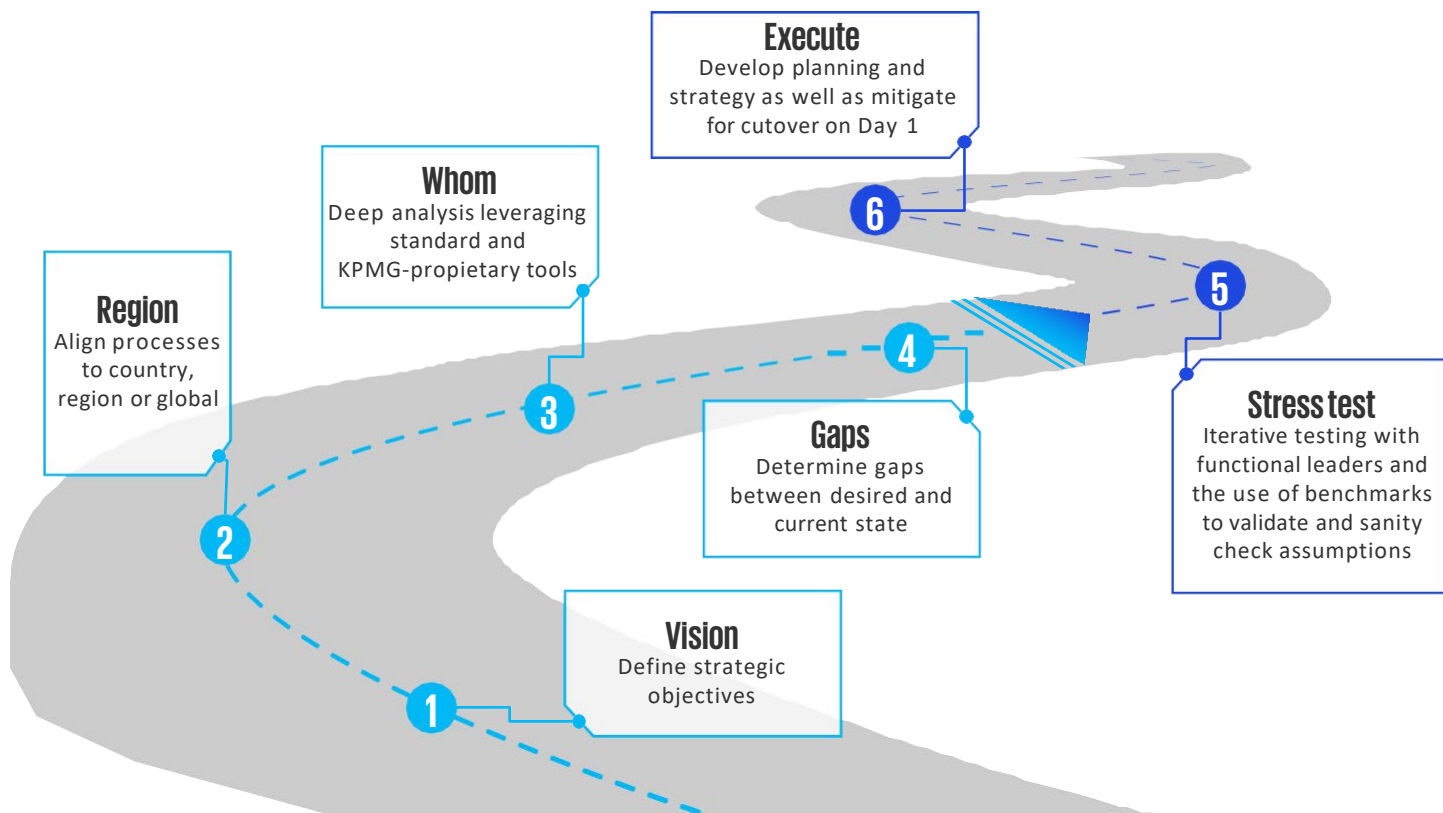 Execute
Develop planning and
strategy as well as mitigate
for cutover on Day 1
Whom
Deep analysis leveraging
standard and
KPMG-propietary tools
Region
Align processes
to country,
region or global
6
5
4
3
2
1
Stress test
Iterative testing with
functional leaders and
the use of benchmarks
to validate and sanity
check assumptions
Gaps
Determine gaps
between desired and
current state
Vision
Define strategic
objectives